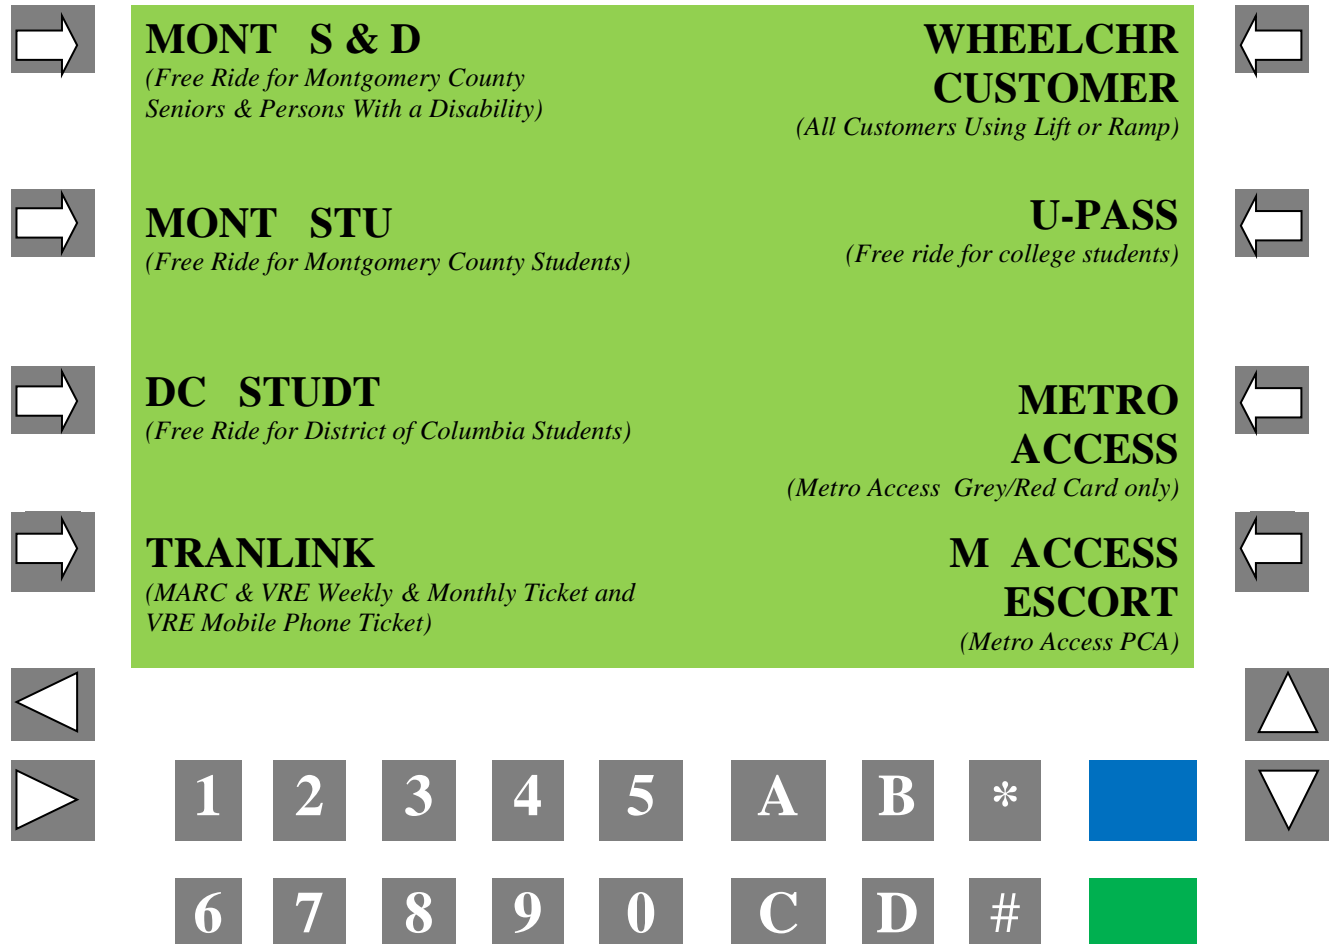 MONT S & D
(Free Ride for Montgomery County
Seniors & Persons With a Disability)
WHEELCHR
CUSTOMER
(All Customers Using Lift or Ramp)
MONT STU
(Free Ride for Montgomery County Students)
U-PASS
(Free ride for college students)
DC STUDT
(Free Ride for District of Columbia Students)
METRO
ACCESS
(Metro Access Grey/Red Card only)
TRANLINK
(MARC & VRE Weekly & Monthly Ticket and
VRE Mobile Phone Ticket)
M ACCESS
ESCORT
(Metro Access PCA)
1 2 3 4 5 A B *
6 7 8 9 0 C D #